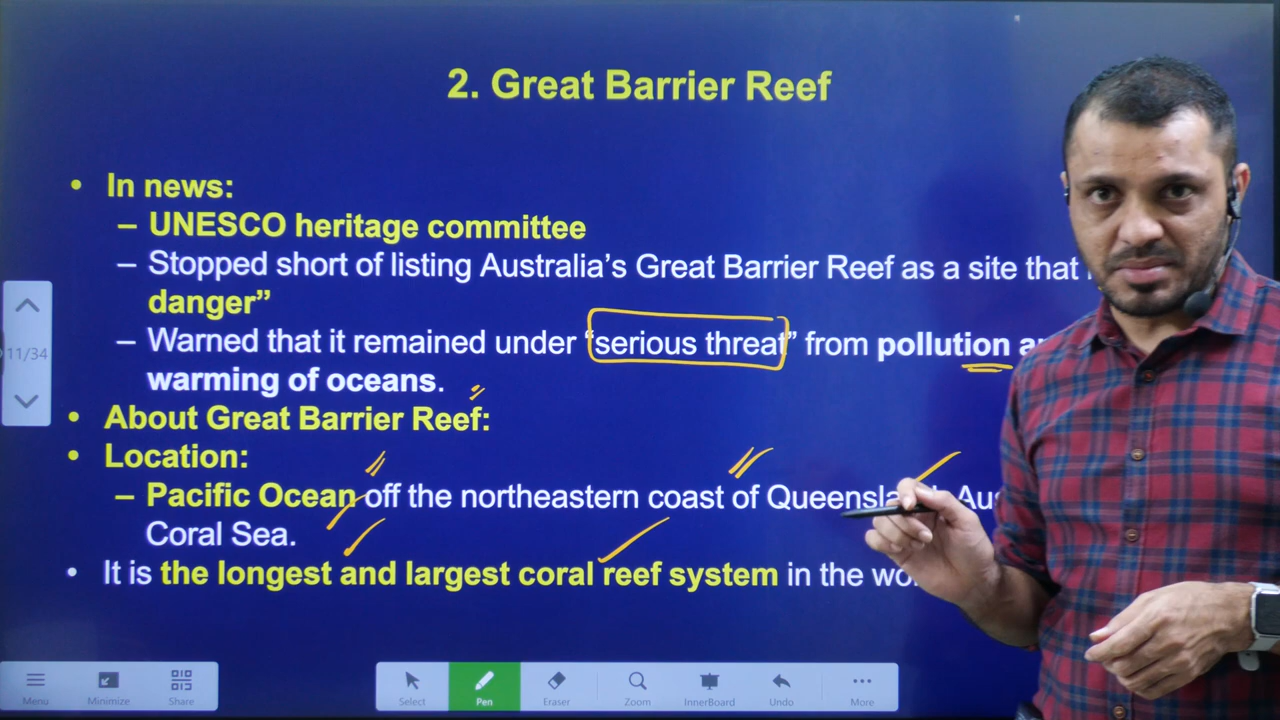 2. Great Barrier Reef
• In news:
– UNESCO heritage committee
– Stopped short of listing Australia’s Great Barrier Reef as a site that
danger”
– Warned that it remained under “serious threat” from pollution
warming of oceans.
• About Great Barrier Reef:
• Location:
– Pacific Ocean off the northeastern coast of
Coral Sea.
• It is the longest and largest coral reef system in the
11/34
Menu
Minimize
Share
Select
Pen
Eraser
Zoom
InnerBoard
Undo
More